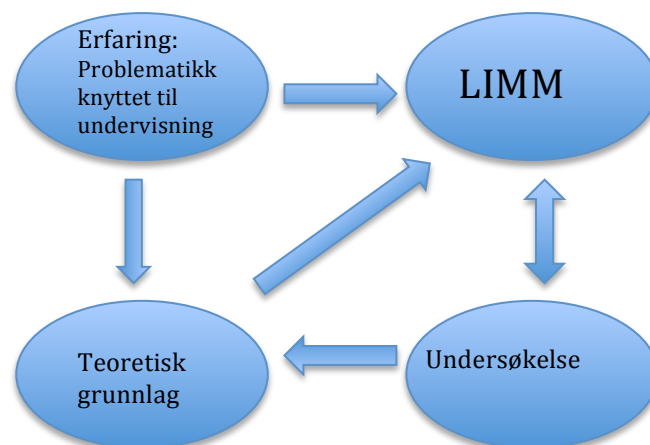 Erfaring:
Problematikk
knyttet til
undervisning
LIMM
Teoretisk
grunnlag
Undersøkelse